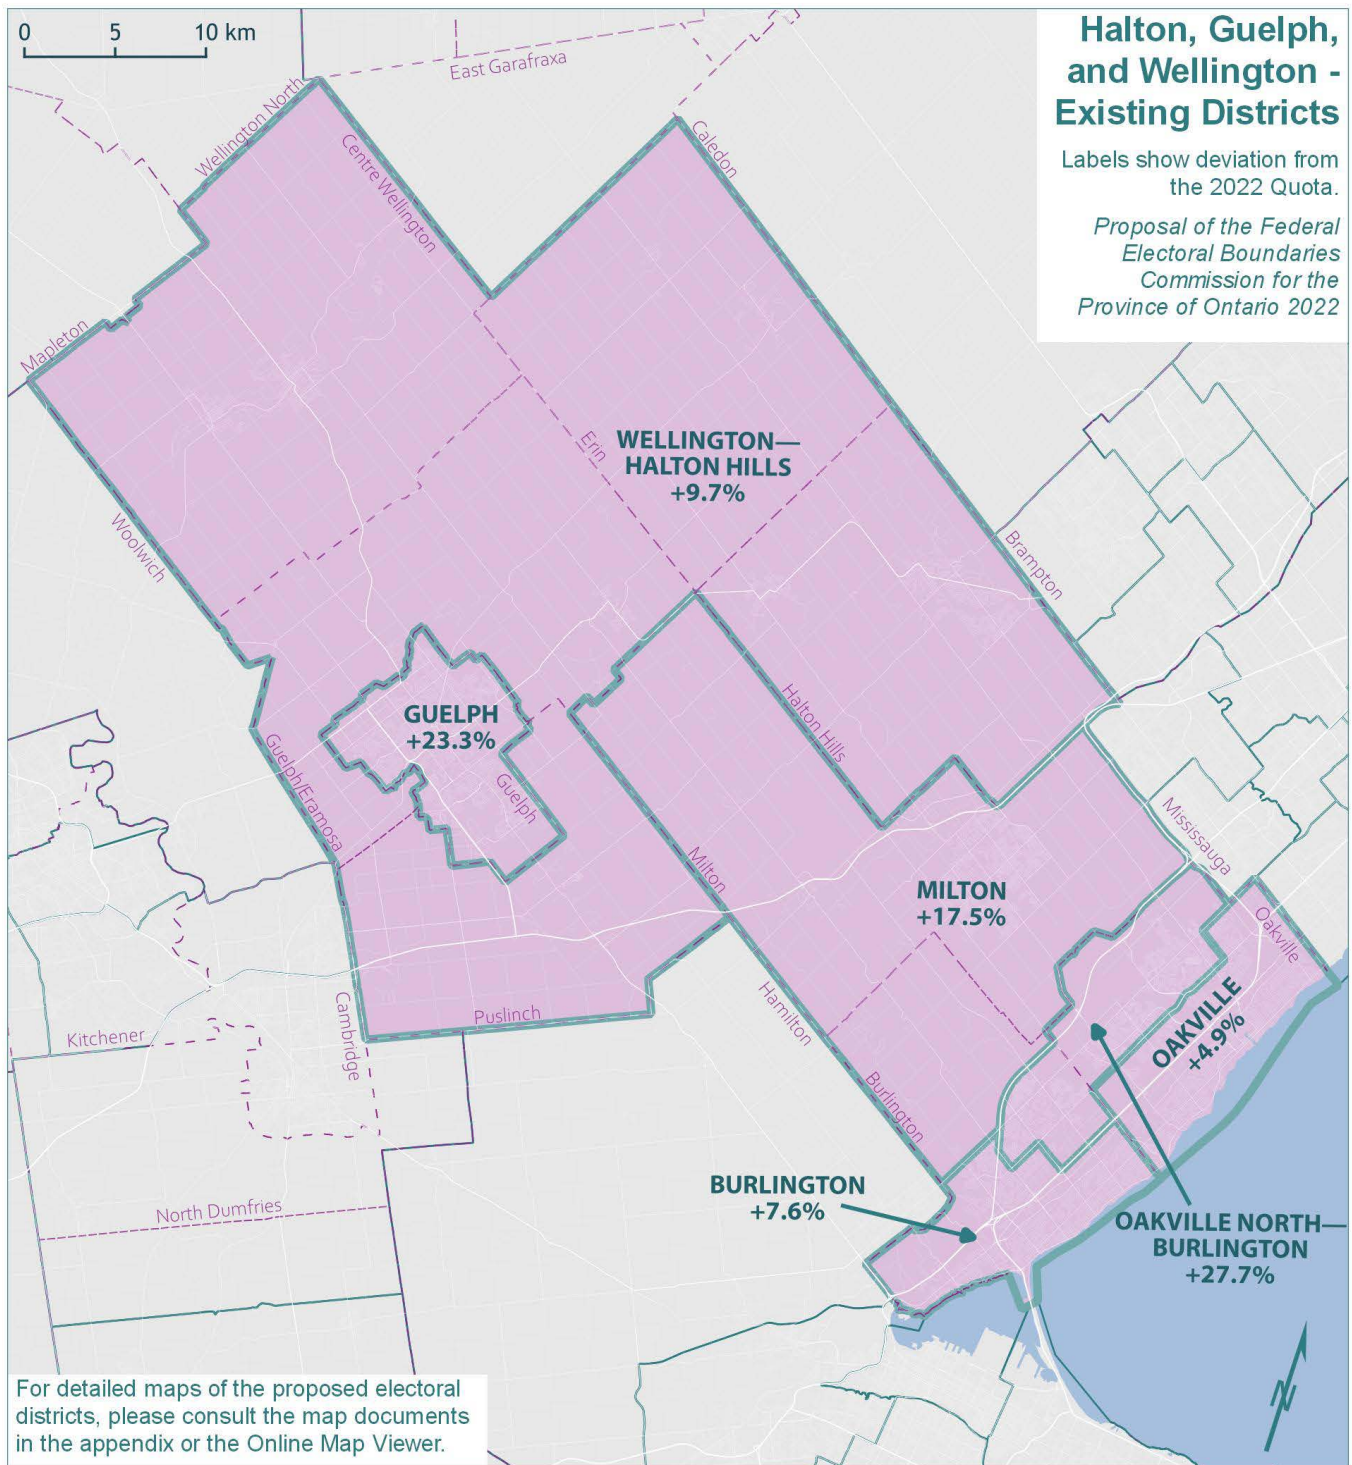 0 5 10 km
Halton, Guelph,
and Wellington -
Existing Districts
Labels show deviation from
the 2022 Quota.
Proposal of the Federal
Electoral Boundaries
Commission for the
Province of Ontario 2022
East Garafraxa
Wellington North
Centre Wellington
Caledon
Mapleton
WELLINGTON—
HALTON HILLS
+9.7%
Erin
Woolwich
Brampton
GUELPH
+23.3%
Guelph
Guelph/Eramosa
Halton Hills
Mississauga
Milton
MILTON
+17.5%
Oakville
OAKVILLE
+4.9%
Puslinch
Cambridge
Kitchener
Hamilton
Burlington
BURLINGTON
+7.6%
North Dumfries
OAKVILLE NORTH—
BURLINGTON
+27.7%
N
For detailed maps of the proposed electoral
districts, please consult the map documents
in the appendix or the Online Map Viewer.